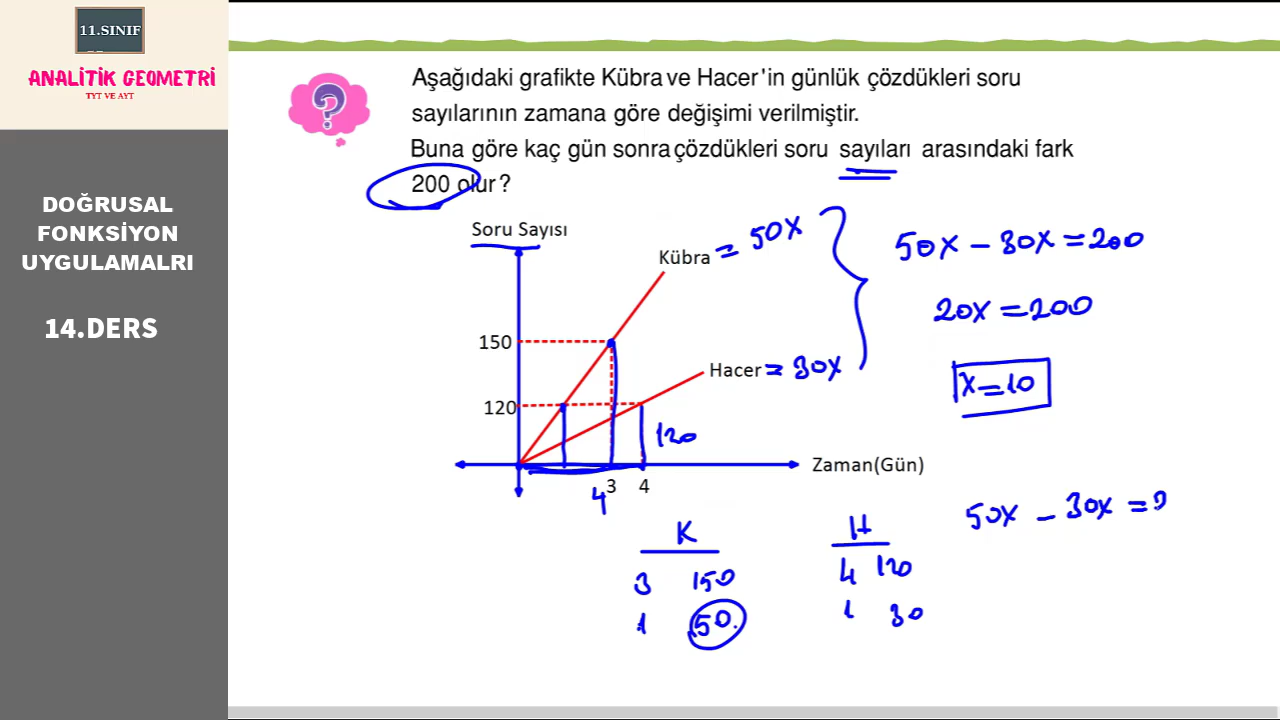 11.SINIF
ANALİTİK GEOMETRİ
TYT VE AYT
DOĞRUSAL
FONKSİYON
UYGULAMALRI
14.DERS
Aşağıdaki grafikte Kübra ve Hacer'in günlük çözdükleri soru
sayılarının zamana göre değişimi verilmiştir.
Buna göre kaç gün sonra çözdükleri soru sayıları arasındaki fark
200 olur?
Soru Sayısı
Kübra = 50x
50x - 30x = 200
20x = 200
x = 10
150
Hacer = 30x
120
120
Zaman(Gün)
3 4
4
50x - 30x =
K
3 150
1 50
H
4 120
1 30